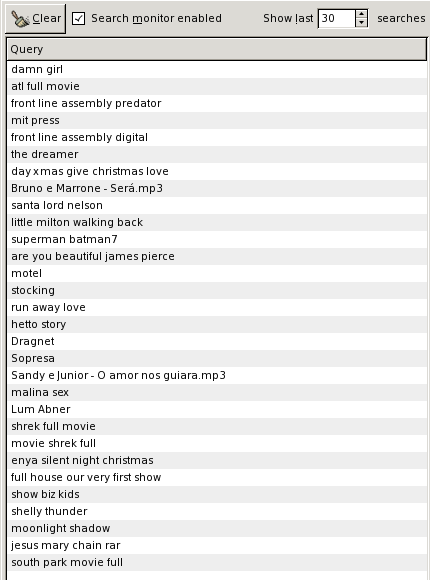 Clear Search monitor enabled Show last 30 searches
Query
damn girl
atl full movie
front line assembly predator
mit press
front line assembly digital
the dreamer
day xmas give christmas love
Bruno e Marrone - Será.mp3
santa lord nelson
little milton walking back
superman batman7
are you beautiful james pierce
motel
stocking
run away love
hetto story
Dragnet
Sopresa
Sandy e Junior - O amor nos guiara.mp3
malina sex
Lum Abner
shrek full movie
movie shrek full
enya silent night christmas
full house our very first show
show biz kids
shelly thunder
moonlight shadow
jesus mary chain rar
south park movie full